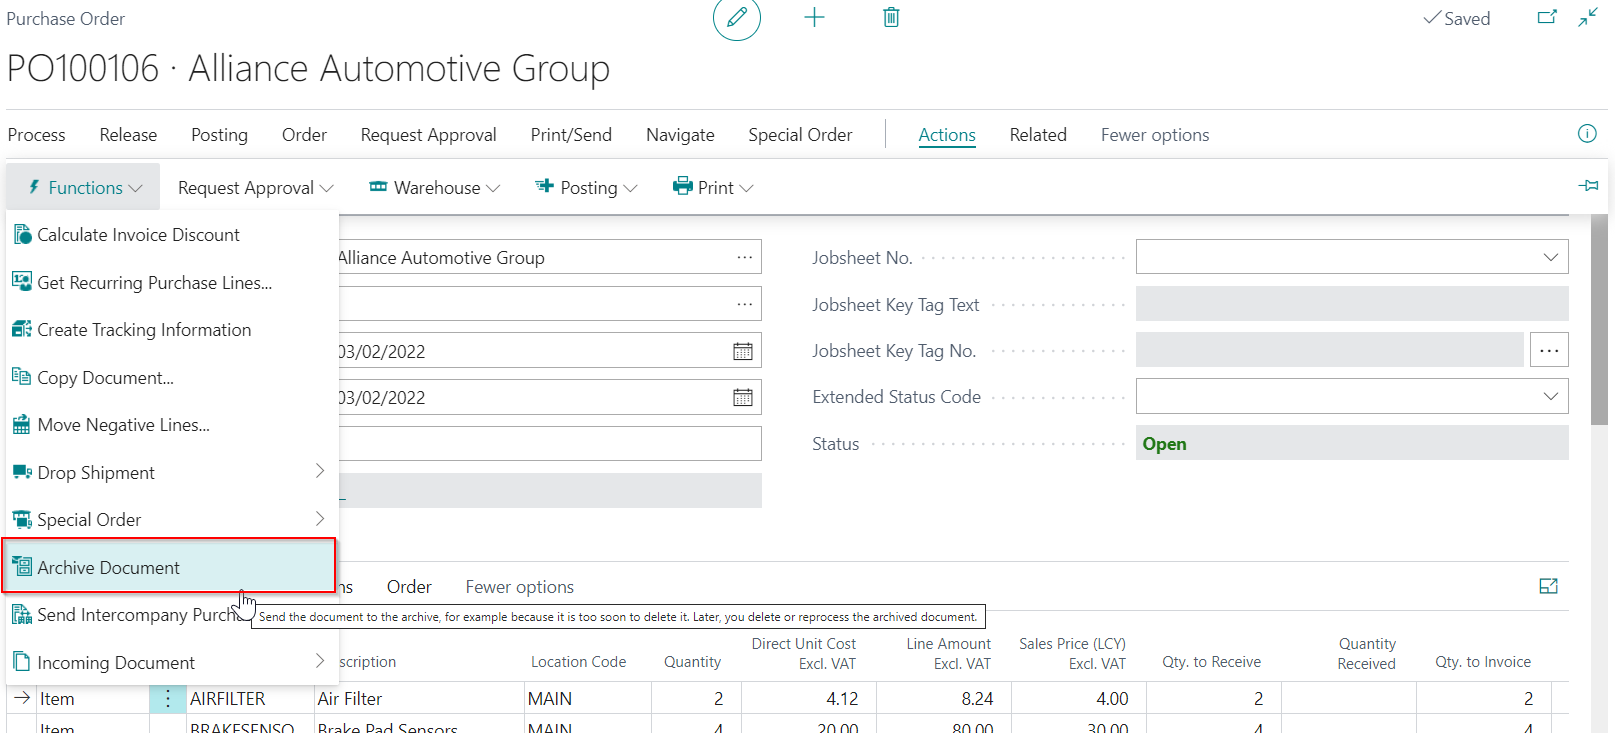 Purchase Order
Saved
PO100106 · Alliance Automotive Group
Process Release Posting Order Request Approval Print/Send Navigate Special Order Actions Related Fewer options
Functions Request Approval Warehouse Posting Print
Calculate Invoice Discount
Get Recurring Purchase Lines...
Create Tracking Information
Copy Document...
Move Negative Lines...
Drop Shipment
Special Order
Archive Document
Send Intercompany Purch
Incoming Document
Alliance Automotive Group
03/02/2022
03/02/2022
Jobsheet No.
Jobsheet Key Tag Text
Jobsheet Key Tag No.
Extended Status Code
Status Open
ns Order Fewer options
Send the document to the archive, for example because it is too soon to delete it. Later, you delete or reprocess the archived document.
scription Location Code Quantity Direct Unit Cost Excl. VAT Line Amount Excl. VAT Sales Price (LCY) Excl. VAT Qty. to Receive Quantity Received Qty. to Invoice
Item AIRFILTER Air Filter MAIN 2 4.12 8.24 4.00 2 2
Item BRAKESENSO Brake Pad Sensors MAIN 4 20.00 80.00 30.00 4 4